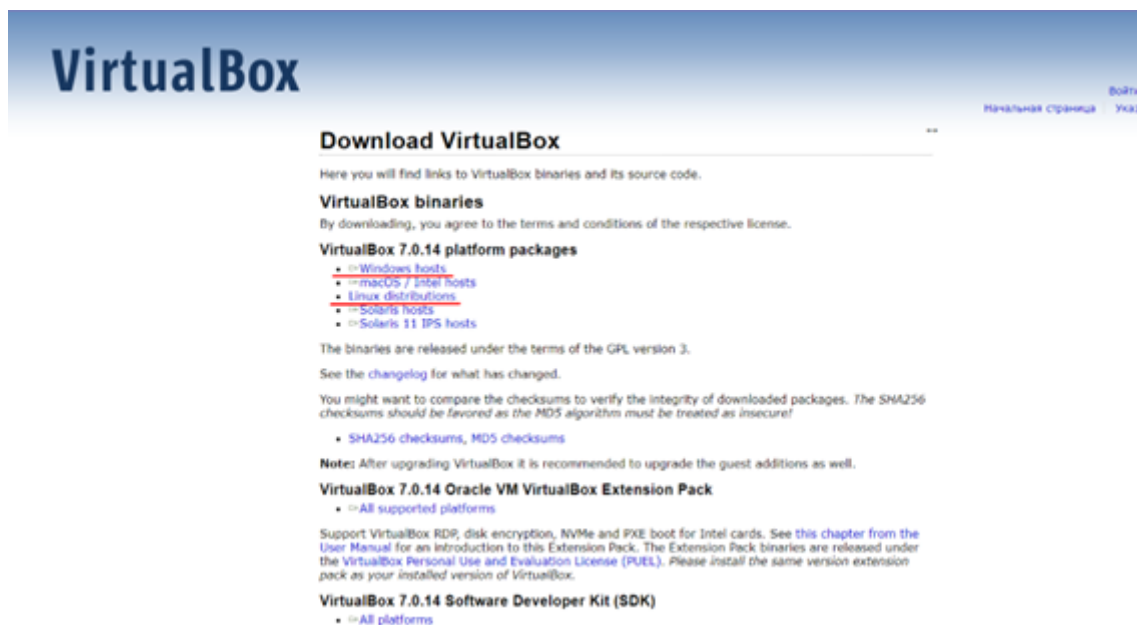 VirtualBox
Войти
Начальная страница
Download VirtualBox
Here you will find links to VirtualBox binaries and its source code.
VirtualBox binaries
By downloading, you agree to the terms and conditions of the respective license.
VirtualBox 7.0.14 platform packages
Windows hosts
macOS / Intel hosts
Linux distributions
Solaris hosts
Solaris 11 IPS hosts
The binaries are released under the terms of the GPL version 3.
See the changelog for what has changed.
You might want to compare the checksums to verify the integrity of downloaded packages. The SHA256
checksums should be favored as the MD5 algorithm must be treated as insecure!
SHA256 checksums, MD5 checksums
Note: After upgrading VirtualBox it is recommended to upgrade the guest additions as well.
VirtualBox 7.0.14 Oracle VM VirtualBox Extension Pack
All supported platforms
Support VirtualBox RDP, disk encryption, NVMe and PXE boot for Intel cards. See this chapter from the
User Manual for an introduction to this Extension Pack. The Extension Pack binaries are released under
the VirtualBox Personal Use and Evaluation License (PUEL). Please install the same version extension
pack as your installed version of VirtualBox.
VirtualBox 7.0.14 Software Developer Kit (SDK)
All platforms